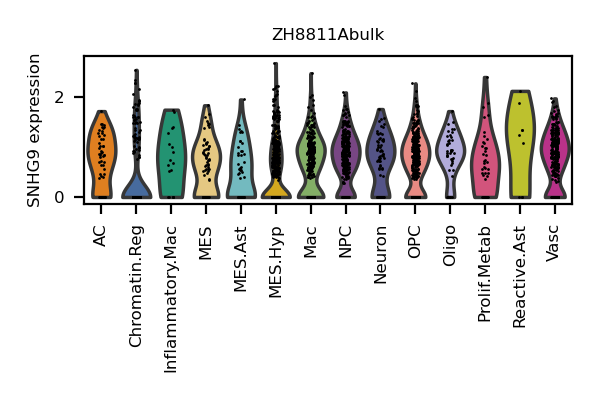 ZH8811Abulk
SNHG9 expression
2
0
AC
Chromatin.Reg
Inflammatory.Mac
MES
MES.Ast
MES.Hyp
Mac
NPC
Neuron
OPC
Oligo
Prolif.Metab
Reactive.Ast
Vasc